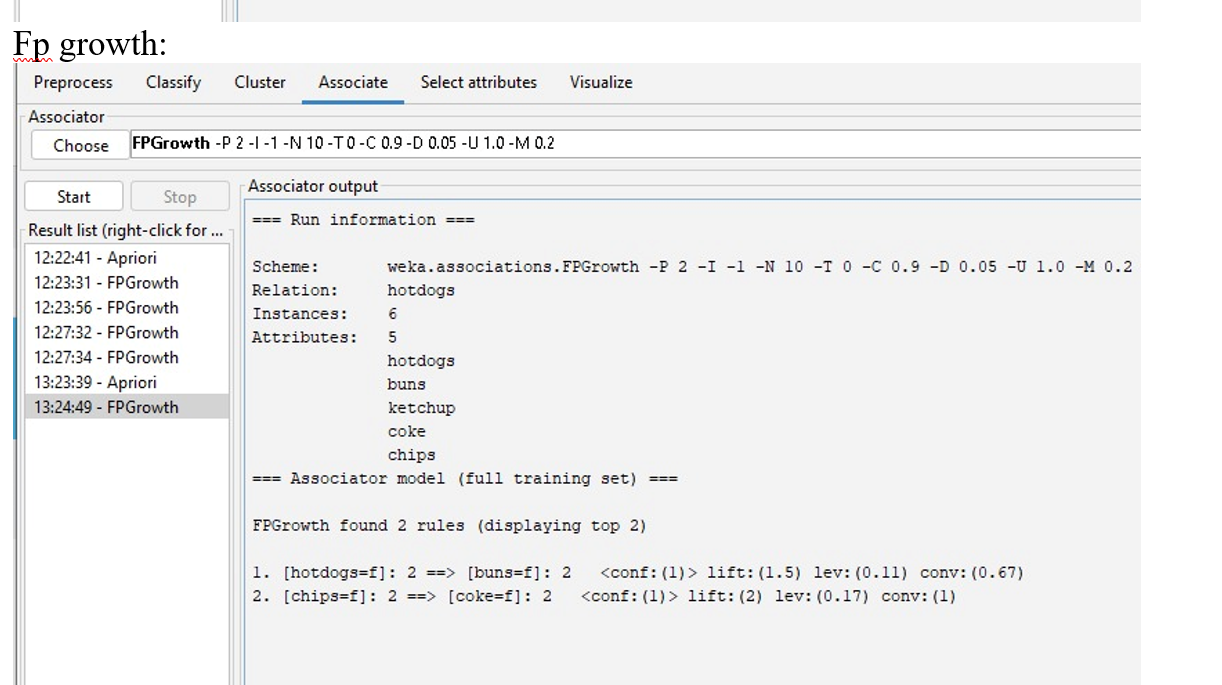 Fp growth:
Preprocess Classify Cluster Associate Select attributes Visualize
Associator
Choose FPGrowth -P 2 -I -1 -N 10 -T 0 -C 0.9 -D 0.05 -U 1.0 -M 0.2
Start Stop
Result list (right-click for ...
12:22:41 - Apriori
12:23:31 - FPGrowth
12:23:56 - FPGrowth
12:27:32 - FPGrowth
12:27:34 - FPGrowth
13:23:39 - Apriori
13:24:49 - FPGrowth
Associator output
=== Run information ===
Scheme: weka.associations.FPGrowth -P 2 -I -1 -N 10 -T 0 -C 0.9 -D 0.05 -U 1.0 -M 0.2
Relation: hotdogs
Instances: 6
Attributes: 5
hotdogs
buns
ketchup
coke
chips
=== Associator model (full training set) ===
FPGrowth found 2 rules (displaying top 2)
1. [hotdogs=f]: 2 ==> [buns=f]: 2 <conf:(1)> lift:(1.5) lev:(0.11) conv:(0.67)
2. [chips=f]: 2 ==> [coke=f]: 2 <conf:(1)> lift:(2) lev:(0.17) conv:(1)